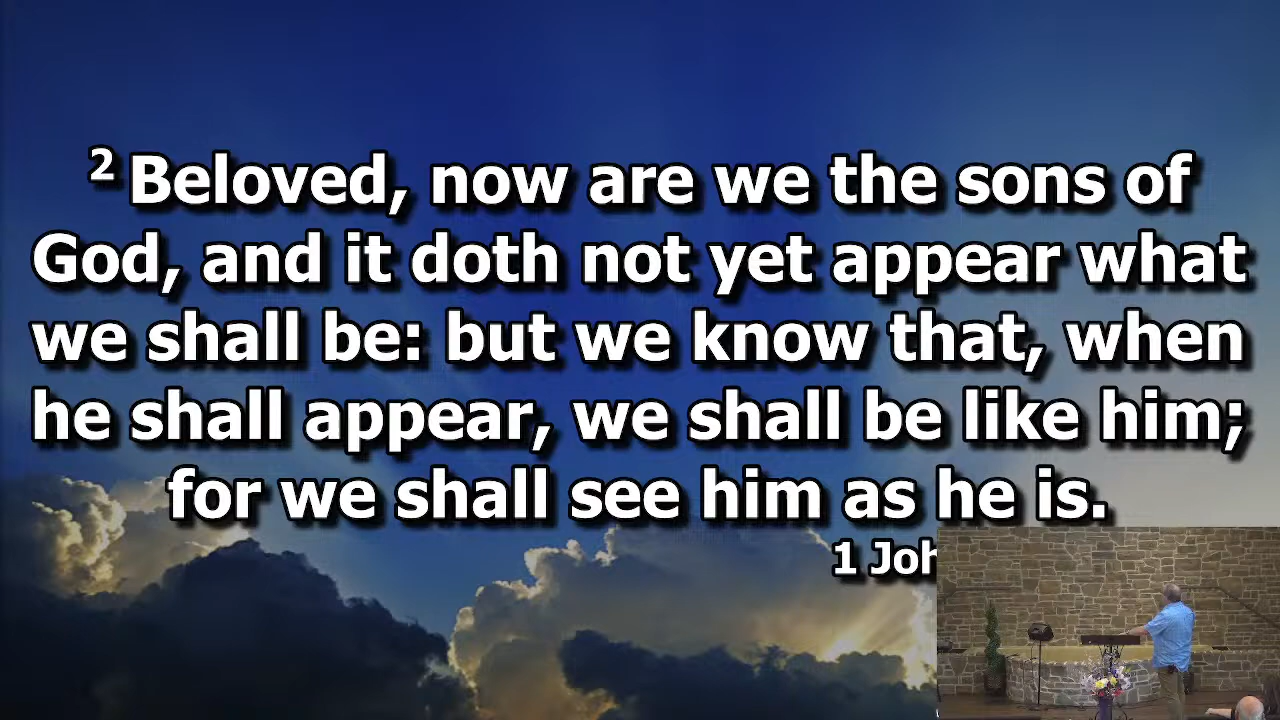 2 Beloved, now are we the sons of
God, and it doth not yet appear what
we shall be: but we know that, when
he shall appear, we shall be like him;
for we shall see him as he is.
1 Joh